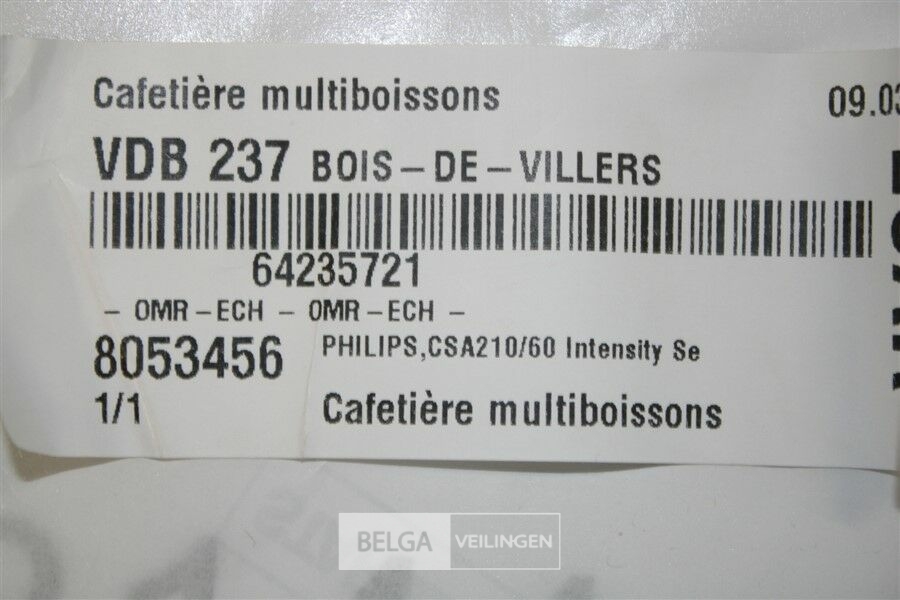 Cafetière multiboissons
09.03
VDB 237 BOIS-DE-VILLERS
64235721
- OMR-ECH - OMR-ECH -
8053456 PHILIPS,CSA210/60 Intensity Se
1/1 Cafetière multiboissons
BELGA VEILINGEN